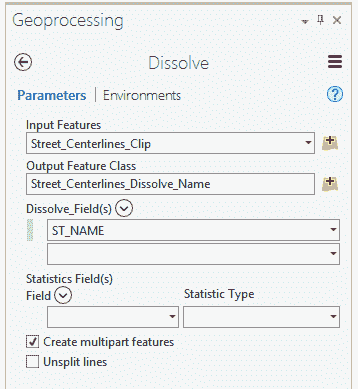 Geoprocessing
Dissolve
Parameters | Environments
?
Input Features
Street_Centerlines_Clip
Output Feature Class
Street_Centerlines_Dissolve_Name
Dissolve_Field(s)
ST_NAME
Statistics Field(s)
Field Statistic Type
Create multipart features
Unsplit lines